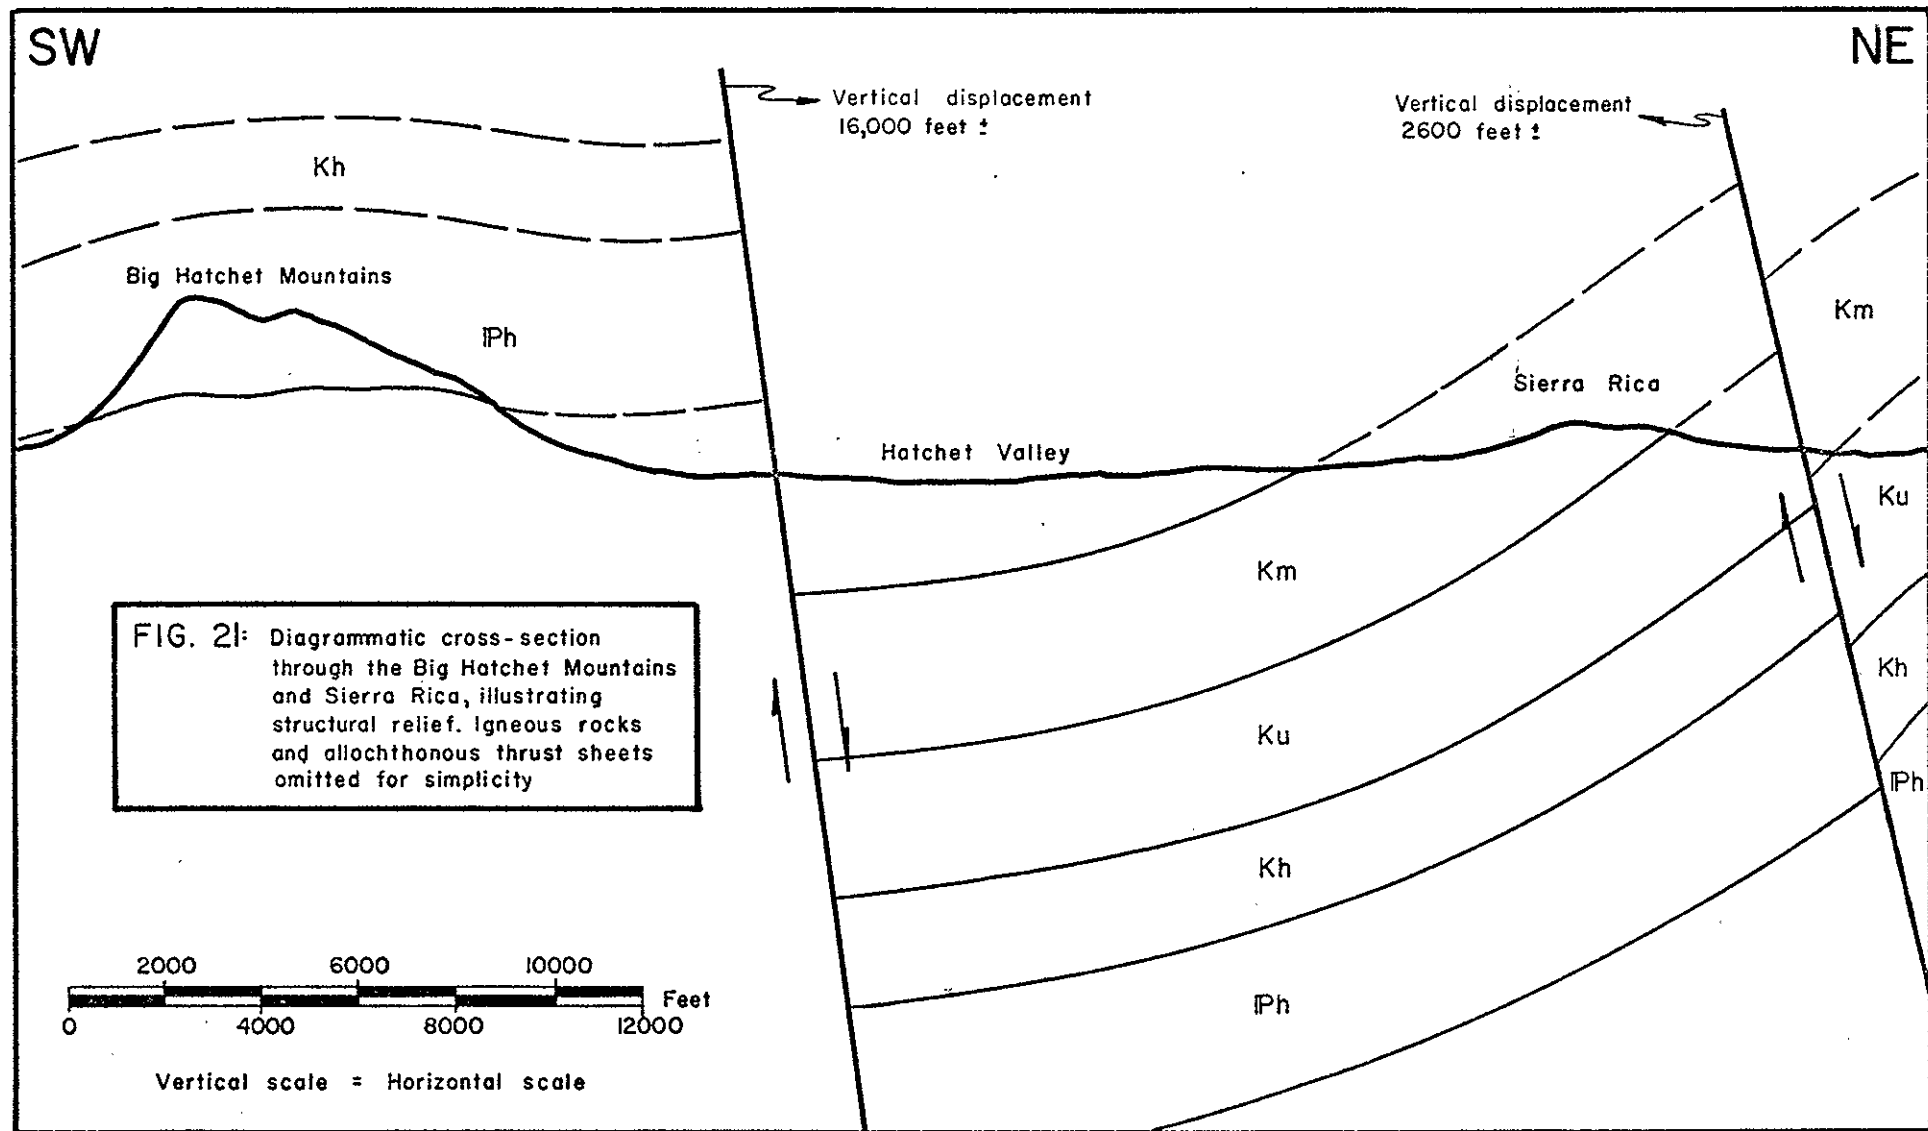 SW
NE
Vertical displacement
16,000 feet ±
Vertical displacement
2600 feet ±
Kh
Big Hatchet Mountains
ℙh
Km
Sierra Rica
Hatchet Valley
Ku
Km
FIG. 21: Diagrammatic cross-section
through the Big Hatchet Mountains
and Sierra Rica, illustrating
structural relief. Igneous rocks
and allochthonous thrust sheets
omitted for simplicity
Kh
Ku
ℙh
Kh
ℙh
2000 6000 10000
Feet
0 4000 8000 12000
Vertical scale = Horizontal scale